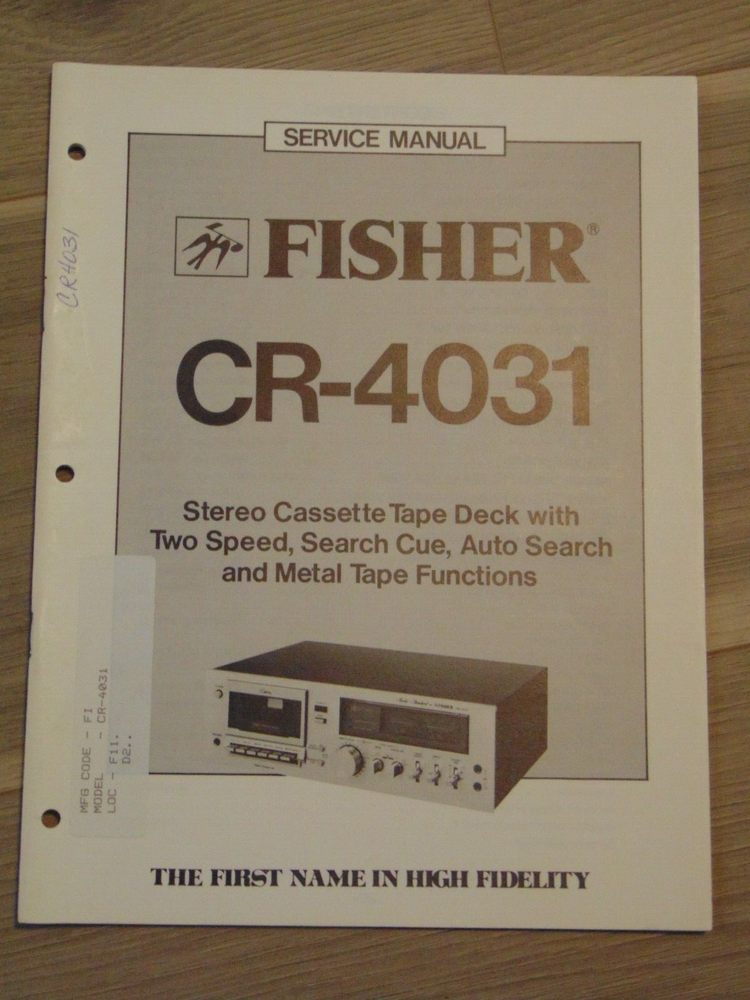 SERVICE MANUAL
FISHER®
CR-4031
Stereo Cassette Tape Deck with
Two Speed, Search Cue, Auto Search
and Metal Tape Functions
THE FIRST NAME IN HIGH FIDELITY
CR4031
MFG CODE - FI
MODEL - CR-4031
LOC - F11.
D2..